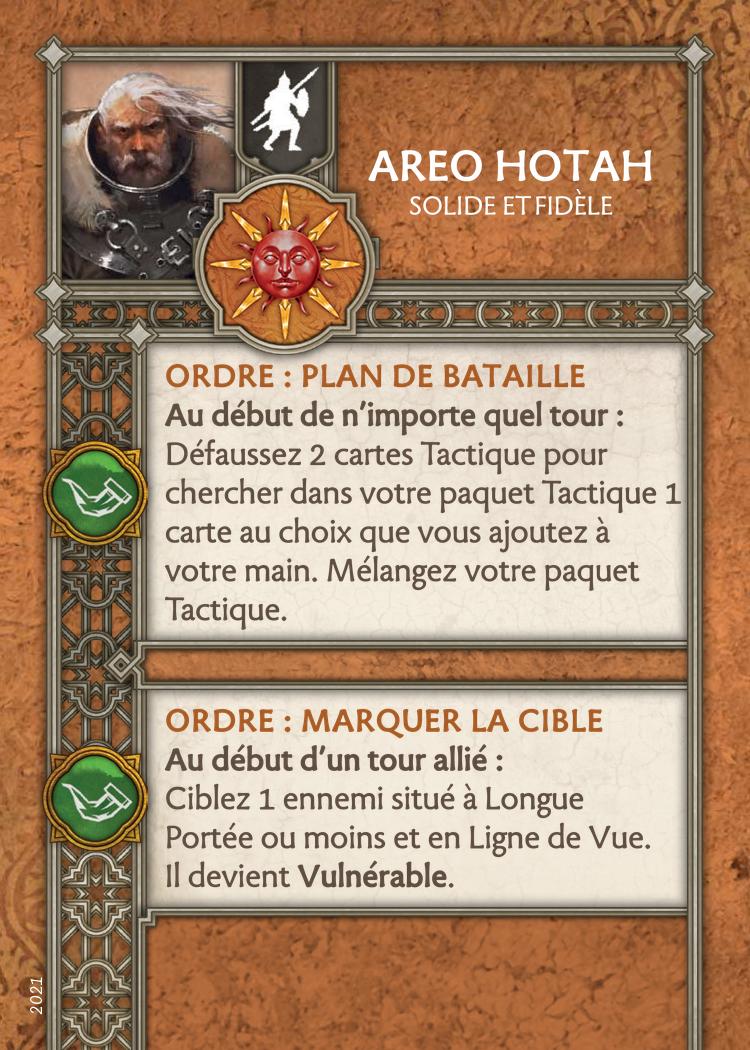 AREO HOTAH
SOLIDE ET FIDÈLE
ORDRE : PLAN DE BATAILLE
Au début de n'importe quel tour :
Défaussez 2 cartes Tactique pour
chercher dans votre paquet Tactique 1
carte au choix que vous ajoutez à
votre main. Mélangez votre paquet
Tactique.
ORDRE : MARQUER LA CIBLE
Au début d'un tour allié :
Ciblez 1 ennemi situé à Longue
Portée ou moins et en Ligne de Vue.
Il devient Vulnérable.
2021